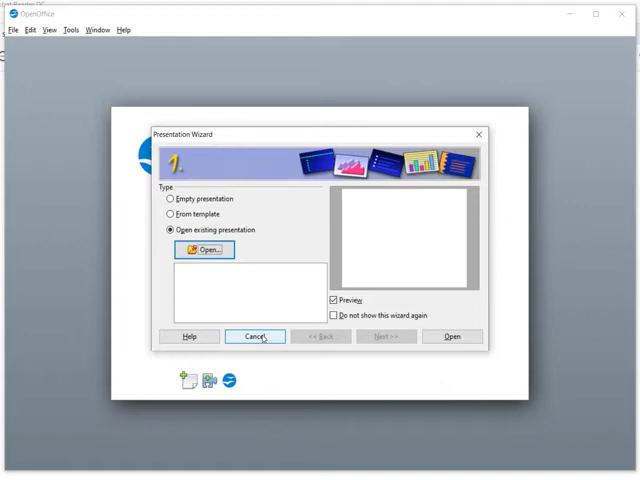 OpenOffice
File Edit View Tools Window Help
Presentation Wizard
1.
Type
Empty presentation
From template
Open existing presentation
Open...
Preview
Do not show this wizard again
Help Cancel << Back Next >> Open